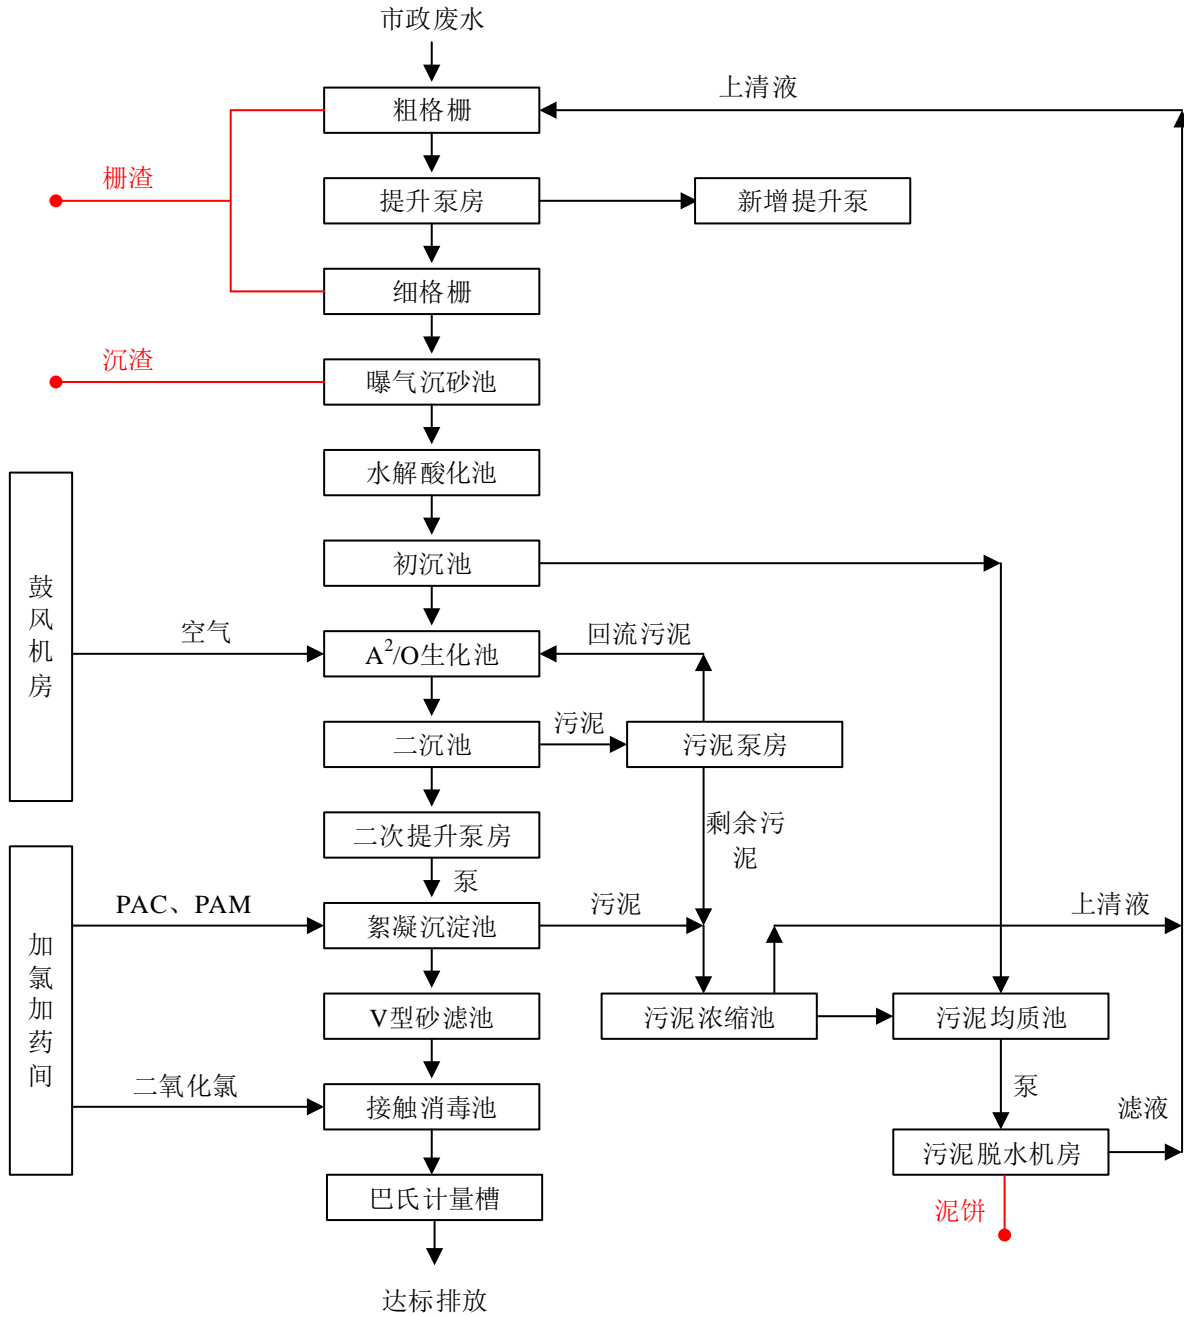 市政废水
上清液
粗格栅
栅渣
提升泵房
新增提升泵
细格栅
沉渣
曝气沉砂池
水解酸化池
初沉池
鼓风机房
空气
回流污泥
A²/O生化池
污泥
二沉池
污泥泵房
二次提升泵房
剩余污
泥
泵
加氯加药间
PAC、PAM
絮凝沉淀池
污泥
上清液
V型砂滤池
污泥浓缩池
污泥均质池
二氧化氯
接触消毒池
泵
滤液
污泥脱水机房
巴氏计量槽
泥饼
达标排放